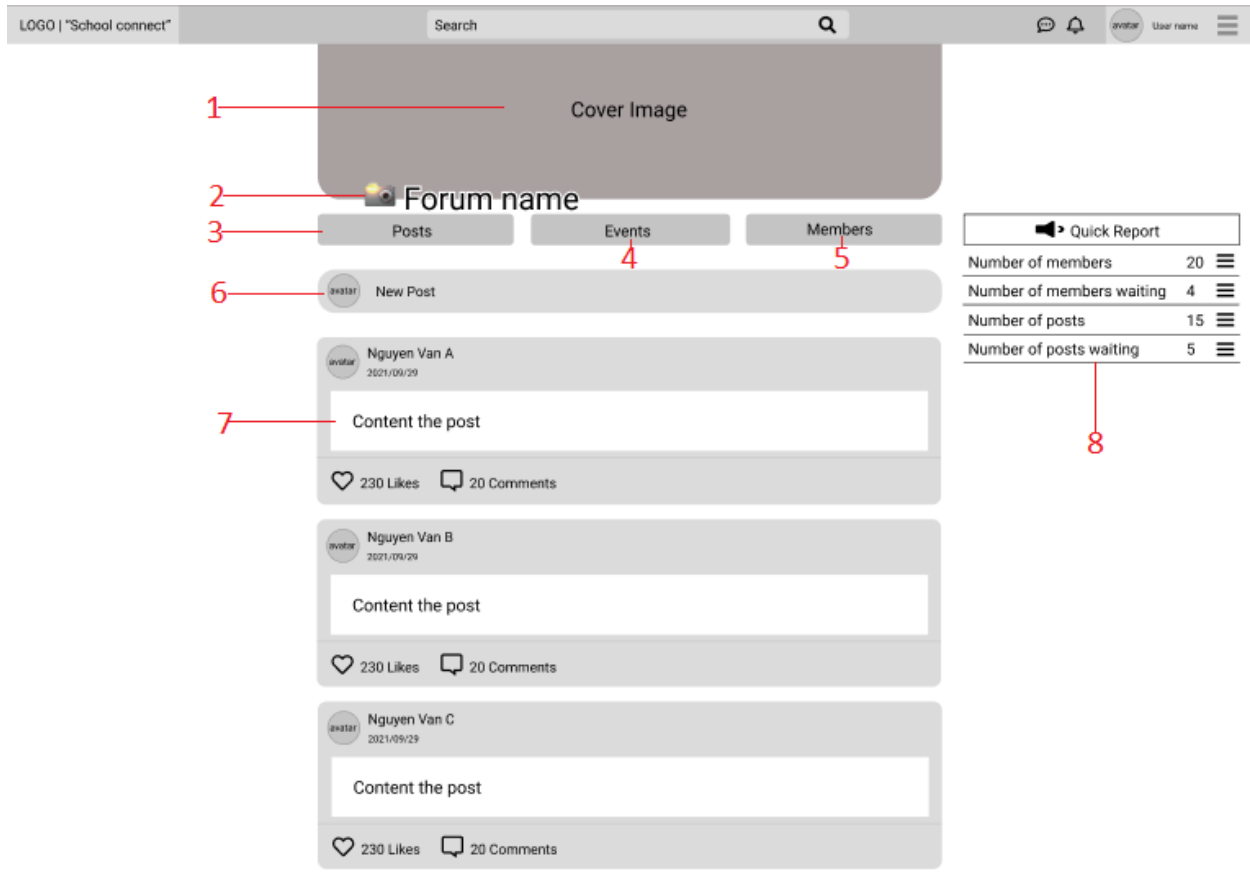 LOGO | "School connect"
Search
avatar
User name
1
Cover Image
2
Forum name
3
Posts
Events
Members
4
5
Quick Report
Number of members 20
Number of members waiting 4
Number of posts 15
Number of posts waiting 5
8
6
avatar
New Post
avatar
Nguyen Van A
2021/09/29
7
Content the post
230 Likes
20 Comments
avatar
Nguyen Van B
2021/09/29
Content the post
230 Likes
20 Comments
avatar
Nguyen Van C
2021/09/29
Content the post
230 Likes
20 Comments